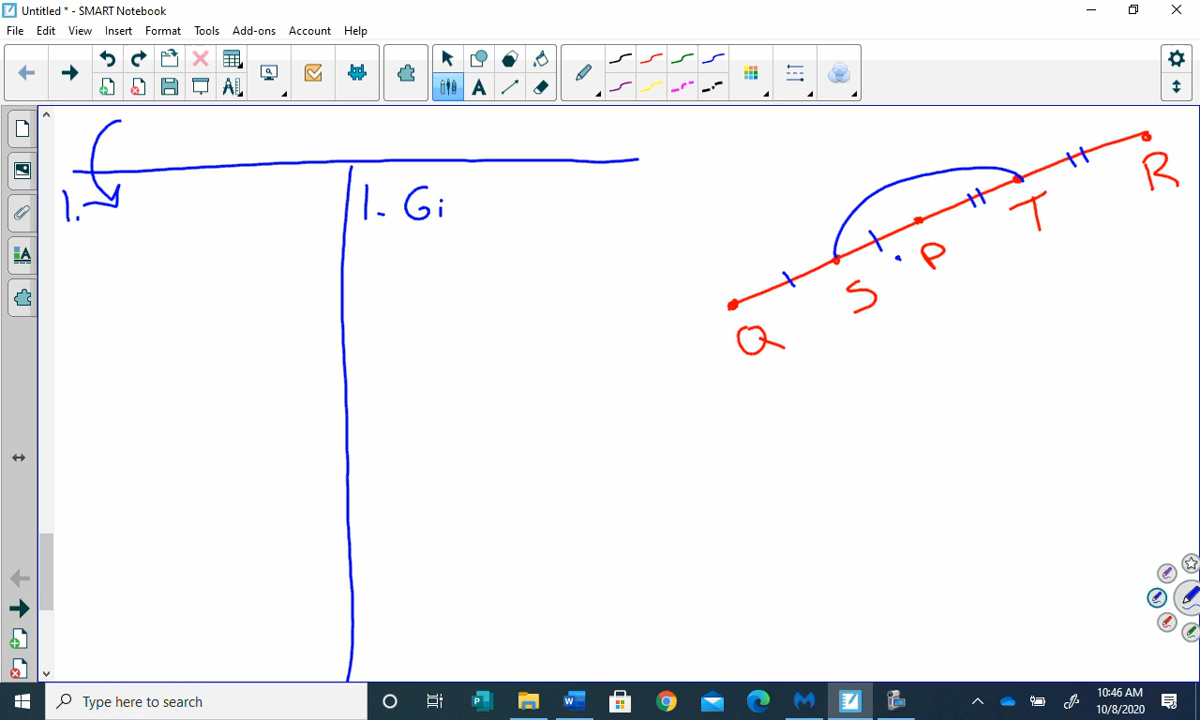 Untitled * - SMART Notebook
File Edit View Insert Format Tools Add-ons Account Help
1.
1. Gi
R
T
P
S
Q
Type here to search
10:46 AM
10/8/2020